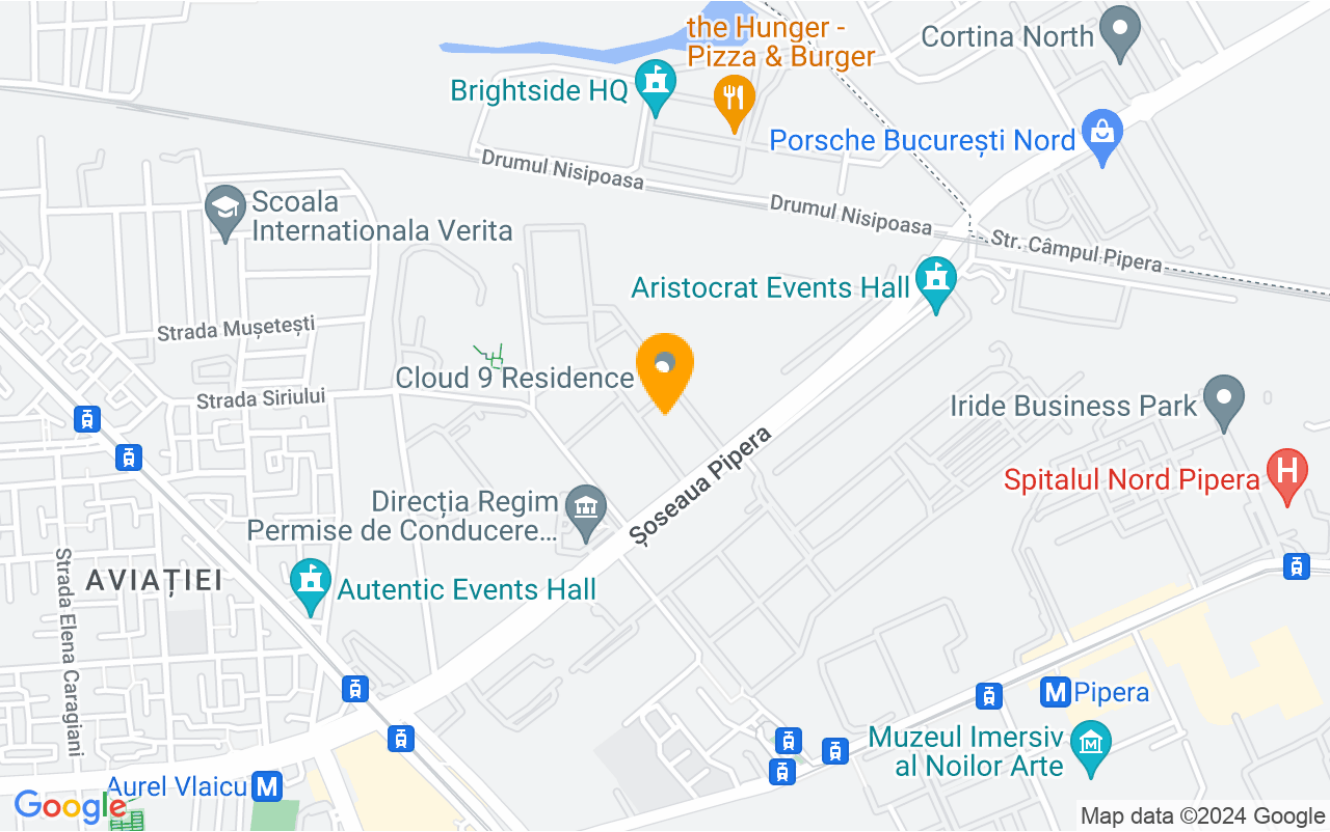 the Hunger -
Pizza & Burger
Cortina North
Brightside HQ
Porsche București Nord
Drumul Nisipoasa
Scoala
Internationala Verita
Drumul Nisipoasa
Str. Câmpul Pipera
Aristocrat Events Hall
Strada Mușetești
Cloud 9 Residence
Strada Siriului
Iride Business Park
Șoseaua Pipera
Spitalul Nord Pipera
H
Direcția Regim
Permise de Conducere...
AVIAȚIEI
Autentic Events Hall
Strada Elena Caragiani
M Pipera
Muzeul Imersiv
al Noilor Arte
M
Aurel Vlaicu M
Google
Map data ©2024 Google